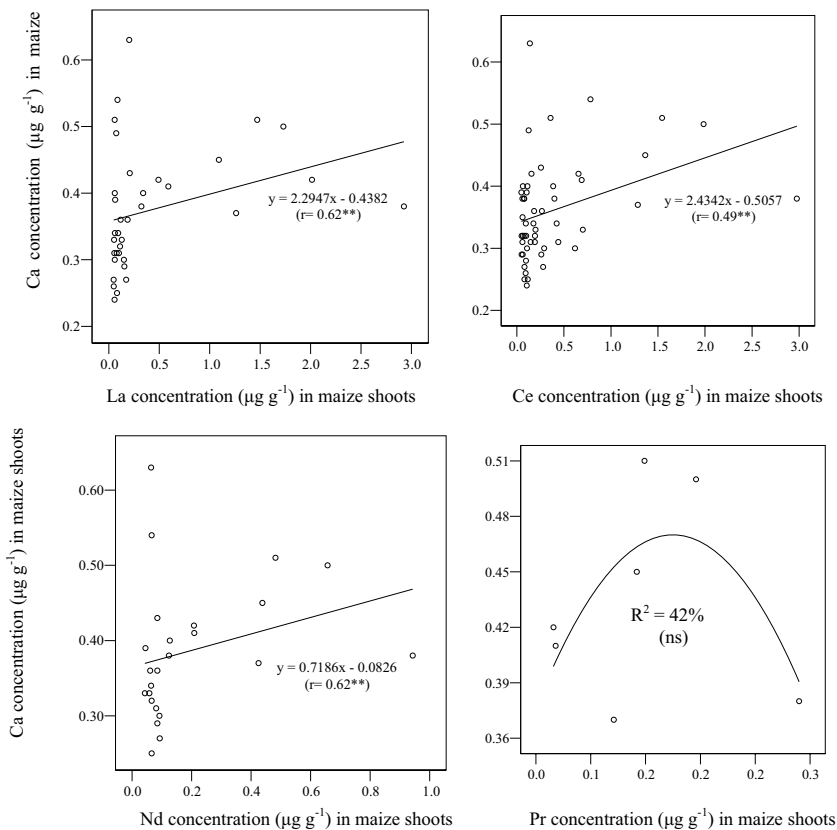 Ca concentration (µg g-1) in maize
0.6
0.5
0.4
0.3
0.2
y = 2.2947x - 0.4382
(r= 0.62**)
0.0 0.5 1.0 1.5 2.0 2.5 3.0
La concentration (µg g-1) in maize shoots
0.6
0.5
0.4
0.3
0.2
y = 2.4342x - 0.5057
(r= 0.49**)
0.0 0.5 1.0 1.5 2.0 2.5 3.0
Ce concentration (µg g-1) in maize shoots
Ca concentration (µg g-1) in maize shoots
0.60
0.50
0.40
0.30
y = 0.7186x - 0.0826
(r= 0.62**)
0.0 0.2 0.4 0.6 0.8 1.0
Nd concentration (µg g-1) in maize shoots
0.51
0.48
0.45
0.42
0.39
0.36
R2 = 42%
(ns)
0.0 0.1 0.2 0.2 0.2 0.3
Pr concentration (µg g-1) in maize shoots